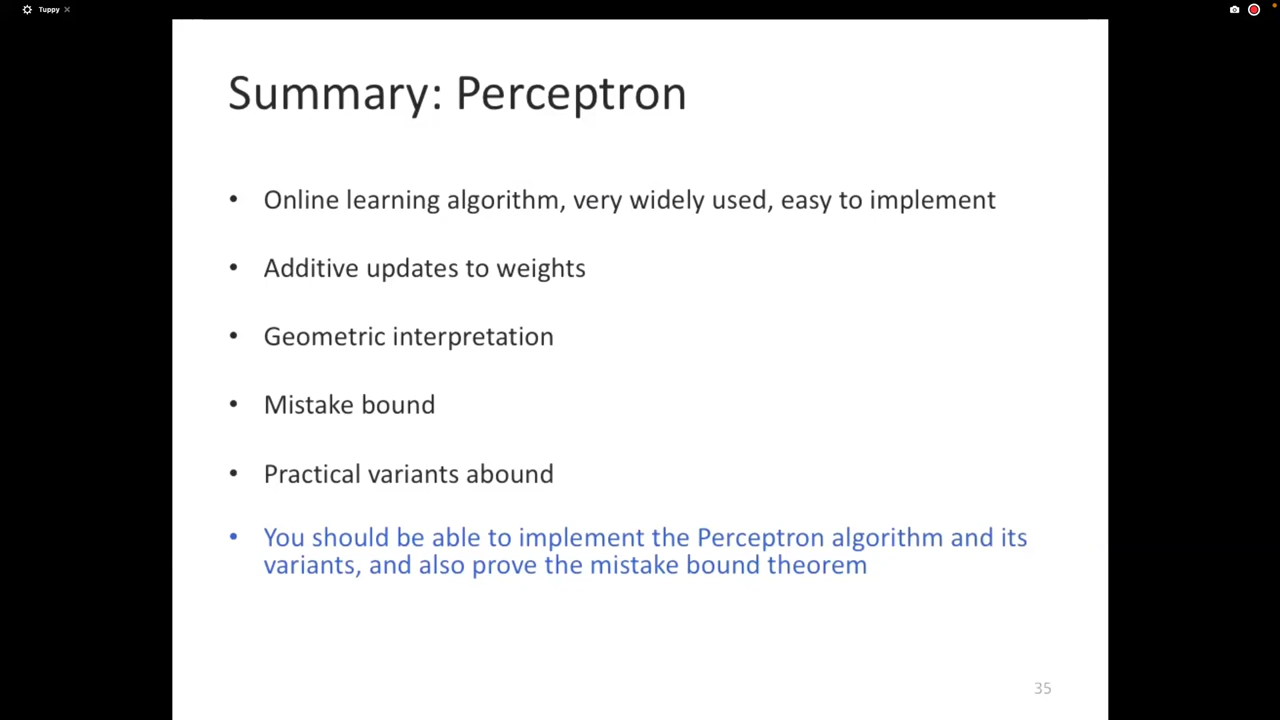 Tuppy
Summary: Perceptron
• Online learning algorithm, very widely used, easy to implement
• Additive updates to weights
• Geometric interpretation
• Mistake bound
• Practical variants abound
• You should be able to implement the Perceptron algorithm and its
variants, and also prove the mistake bound theorem
35